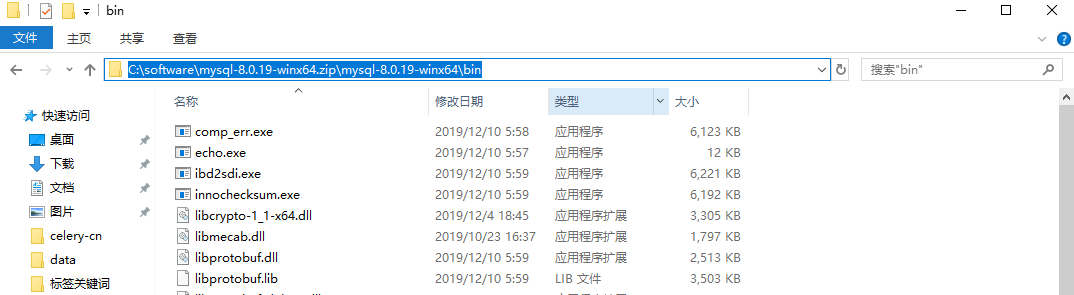 bin
文件 主页 共享 查看
C:\software\mysql-8.0.19-winx64.zip\mysql-8.0.19-winx64\bin 搜索"bin"
名称 修改日期 类型 大小
快速访问
桌面
下载
文档
图片
celery-cn
data
标签关键词
comp_err.exe 2019/12/10 5:58 应用程序 6,123 KB
echo.exe 2019/12/10 5:57 应用程序 12 KB
ibd2sdi.exe 2019/12/10 5:59 应用程序 6,221 KB
innochecksum.exe 2019/12/10 5:59 应用程序 6,192 KB
libcrypto-1_1-x64.dll 2019/12/4 18:45 应用程序扩展 3,305 KB
libmecab.dll 2019/10/23 16:37 应用程序扩展 1,797 KB
libprotobuf.dll 2019/12/10 5:59 应用程序扩展 2,513 KB
libprotobuf.lib 2019/12/10 5:59 LIB 文件 3,503 KB